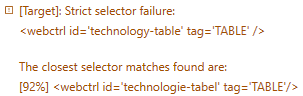 [Target]: Strict selector failure:
<webctrl id='technology-table' tag='TABLE' />
The closest selector matches found are:
[92%] <webctrl id='technologie-tabel' tag='TABLE'/>